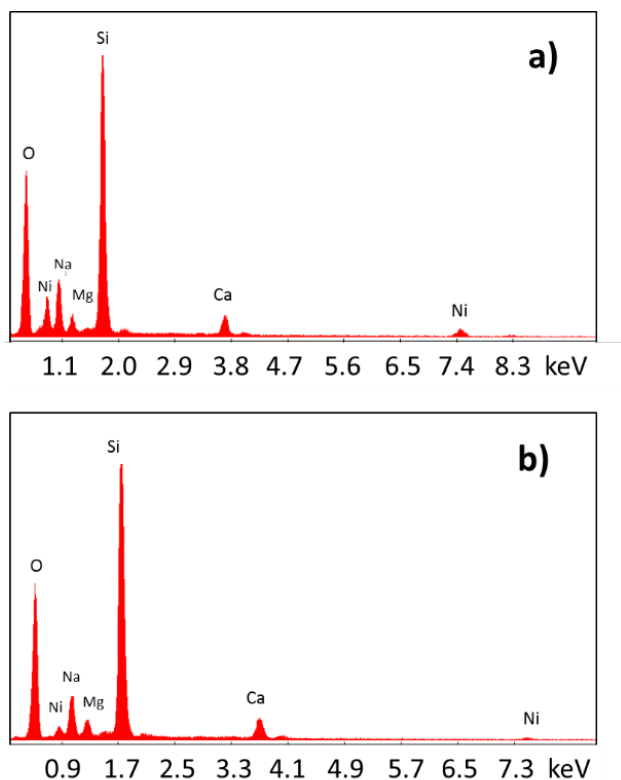 Si
a)
O
Na
Ni
Mg
Ca
Ni
1.1 2.0 2.9 3.8 4.7 5.6 6.5 7.4 8.3 keV
Si
b)
O
Na
Ni
Mg
Ca
Ni
0.9 1.7 2.5 3.3 4.1 4.9 5.7 6.5 7.3 keV